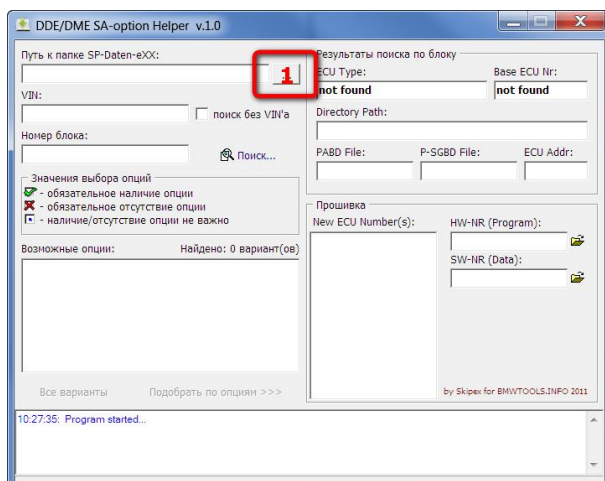 DDE/DME SA-option Helper v.1.0
Путь к папке SP-Daten-eXX:
1
VIN:
поиск без VIN'а
Номер блока:
Поиск...
Значения выбора опций
- обязательное наличие опции
- обязательное отсутствие опции
- наличие/отсутствие опции не важно
Возможные опции: Найдено: 0 вариант(ов)
Все варианты Подобрать по опциям >>>
Результаты поиска по блоку
ECU Type: Base ECU Nr:
not found not found
Directory Path:
PABD File: P-SGBD File: ECU Addr:
Прошивка
New ECU Number(s): HW-NR (Program):
SW-NR (Data):
by Skipex for BMWTOOLS.INFO 2011
10:27:35: Program started...